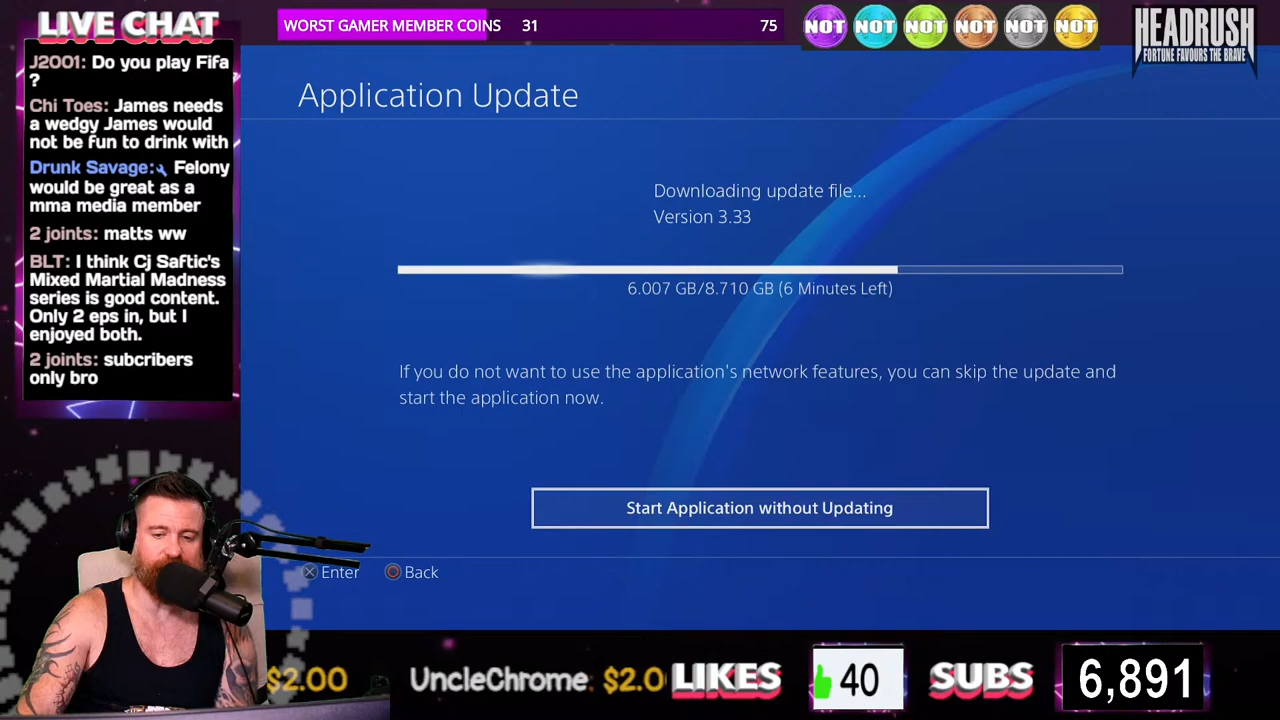 LIVE CHAT
J2001: Do you play Fifa
?
Chi Toes: James needs
a wedgy James would
not be fun to drink with
Drunk Savage: Felony
would be great as a
mma media member
2 joints: matts ww
BLT: I think Cj Saftic's
Mixed Martial Madness
series is good content.
Only 2 eps in, but I
enjoyed both.
2 joints: subcribers
only bro
WORST GAMER MEMBER COINS 31 75
NOT NOT NOT NOT NOT NOT
HEADRUSH
FORTUNE FAVOURS THE BRAVE
Application Update
Downloading update file...
Version 3.33
6.007 GB/8.710 GB (6 Minutes Left)
If you do not want to use the application's network features, you can skip the update and
start the application now.
Start Application without Updating
Enter Back
$2.00 UncleChrome: $2.0
LIKES 40 SUBS 6,891